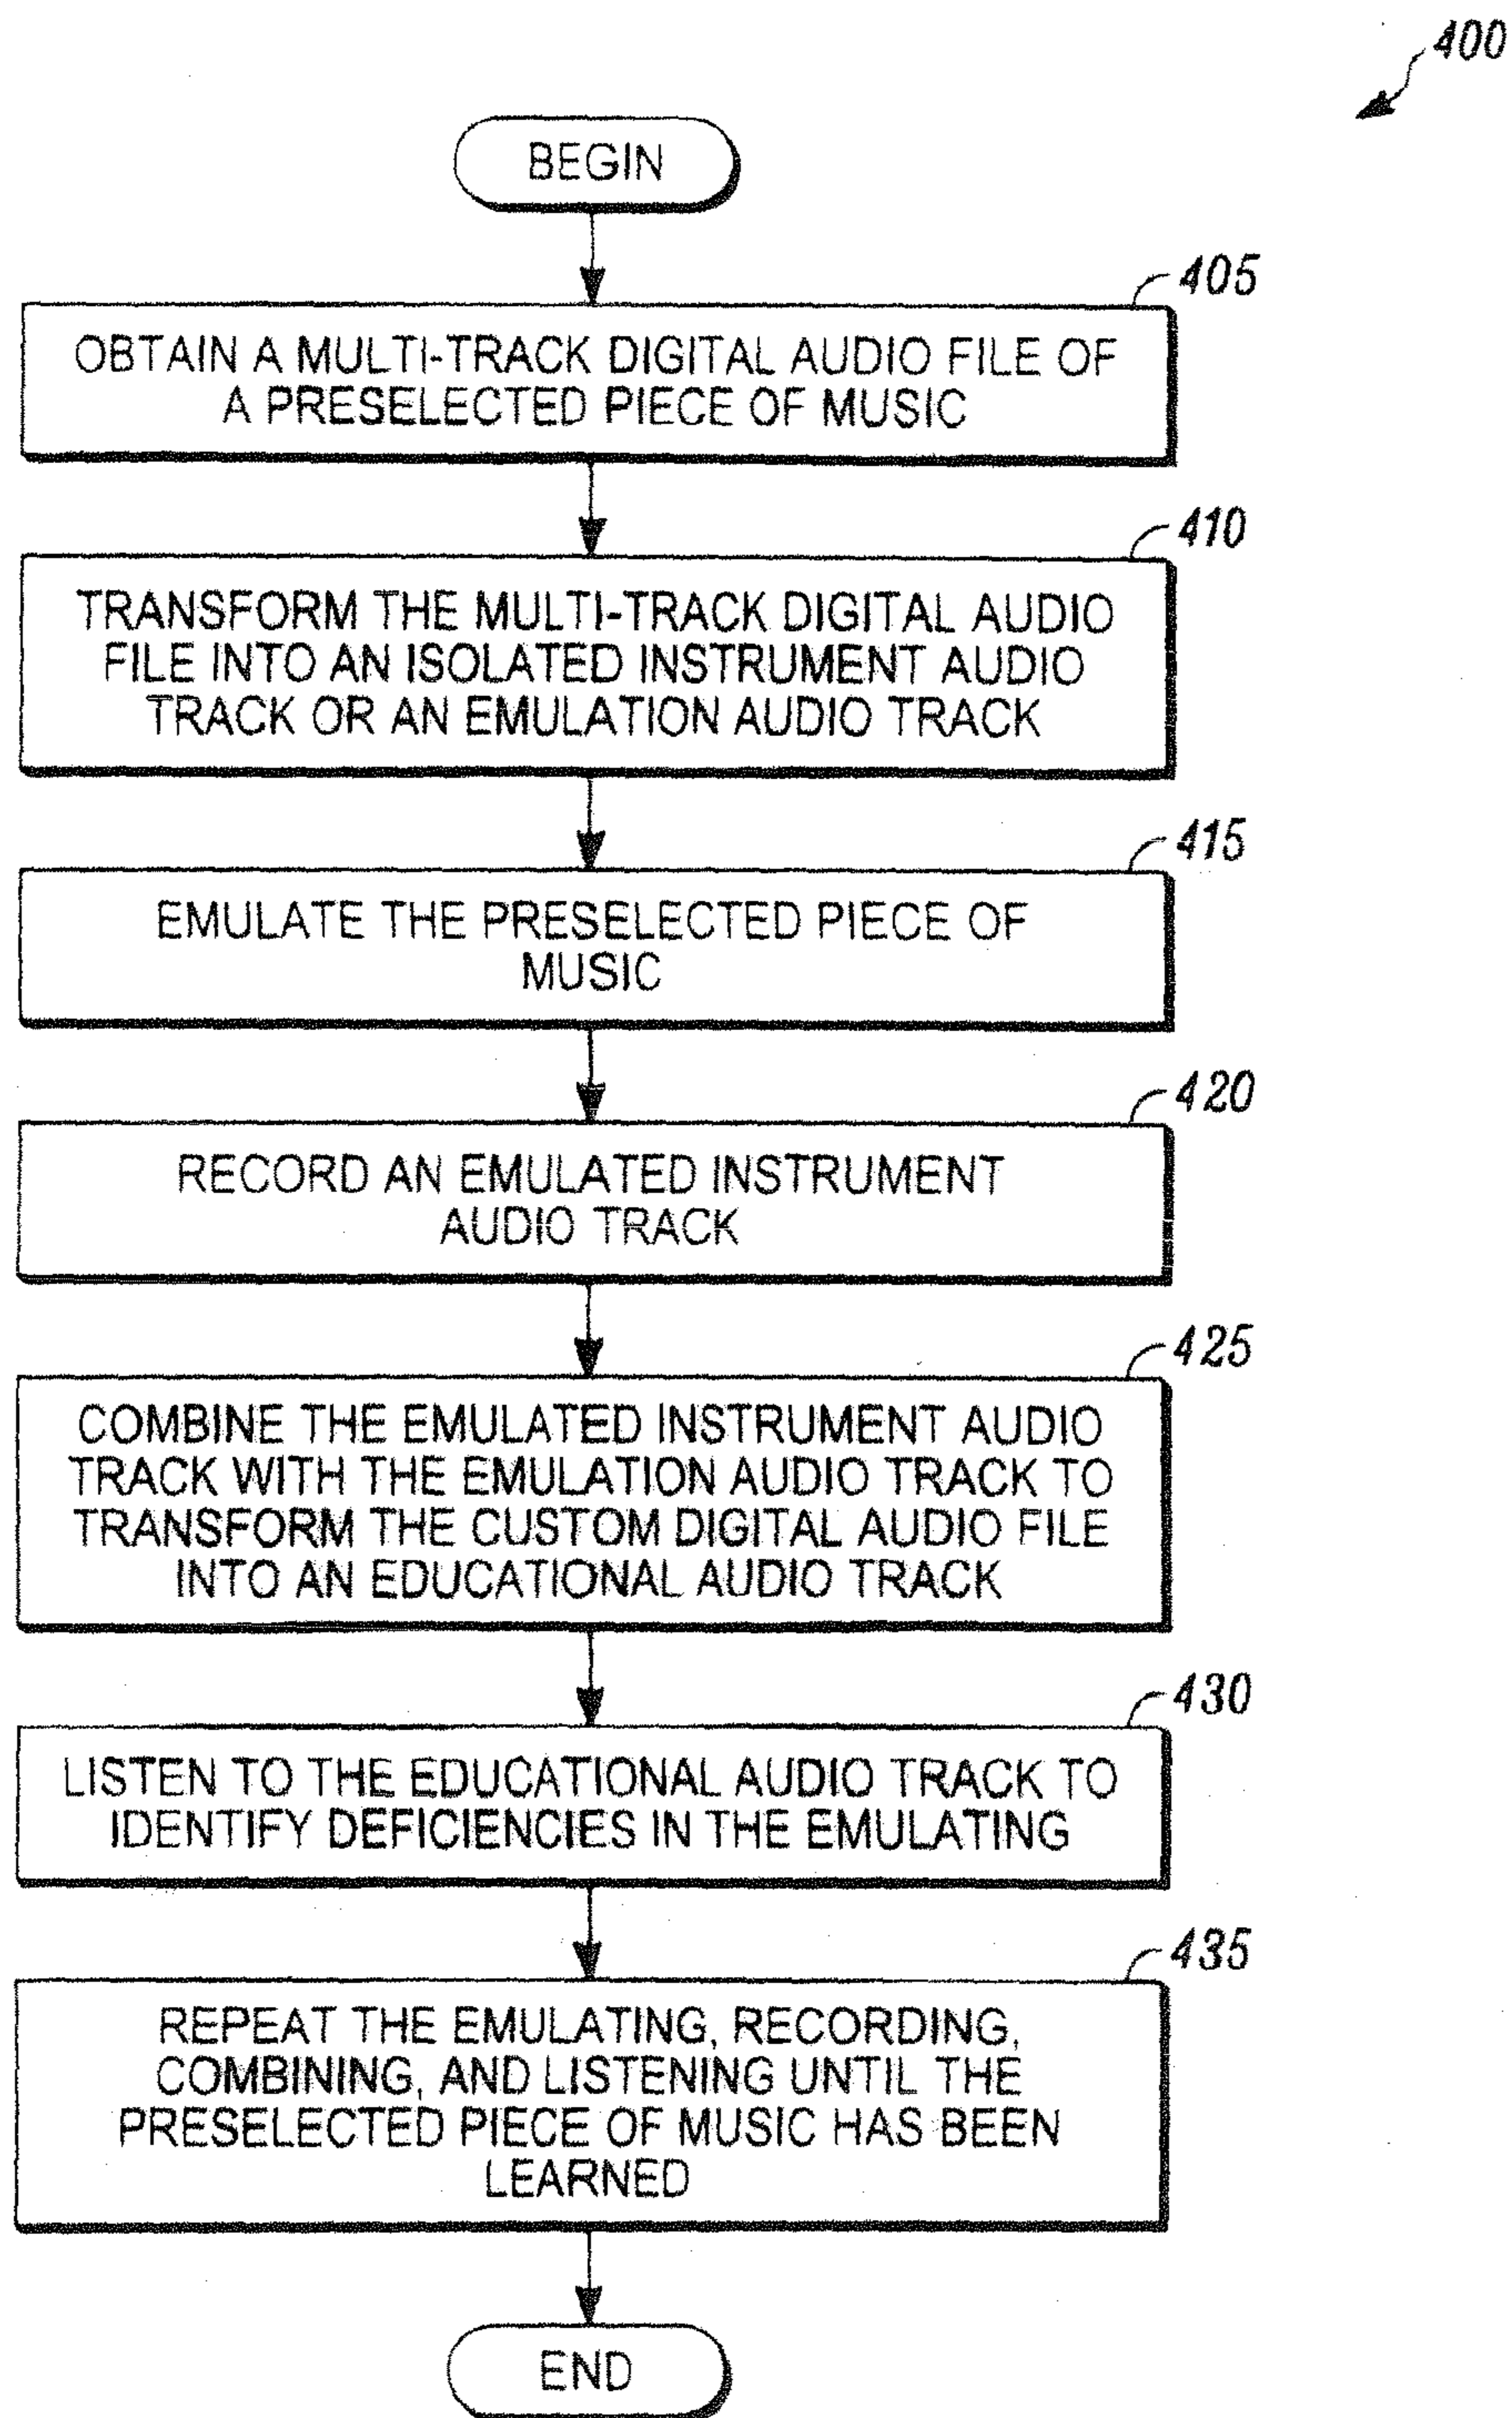 400
BEGIN
405
OBTAIN A MULTI-TRACK DIGITAL AUDIO FILE OF
A PRESELECTED PIECE OF MUSIC
410
TRANSFORM THE MULTI-TRACK DIGITAL AUDIO
FILE INTO AN ISOLATED INSTRUMENT AUDIO
TRACK OR AN EMULATION AUDIO TRACK
415
EMULATE THE PRESELECTED PIECE OF
MUSIC
420
RECORD AN EMULATED INSTRUMENT
AUDIO TRACK
425
COMBINE THE EMULATED INSTRUMENT AUDIO
TRACK WITH THE EMULATION AUDIO TRACK TO
TRANSFORM THE CUSTOM DIGITAL AUDIO FILE
INTO AN EDUCATIONAL AUDIO TRACK
430
LISTEN TO THE EDUCATIONAL AUDIO TRACK TO
IDENTIFY DEFICIENCIES IN THE EMULATING
435
REPEAT THE EMULATING, RECORDING,
COMBINING, AND LISTENING UNTIL THE
PRESELECTED PIECE OF MUSIC HAS BEEN
LEARNED
END